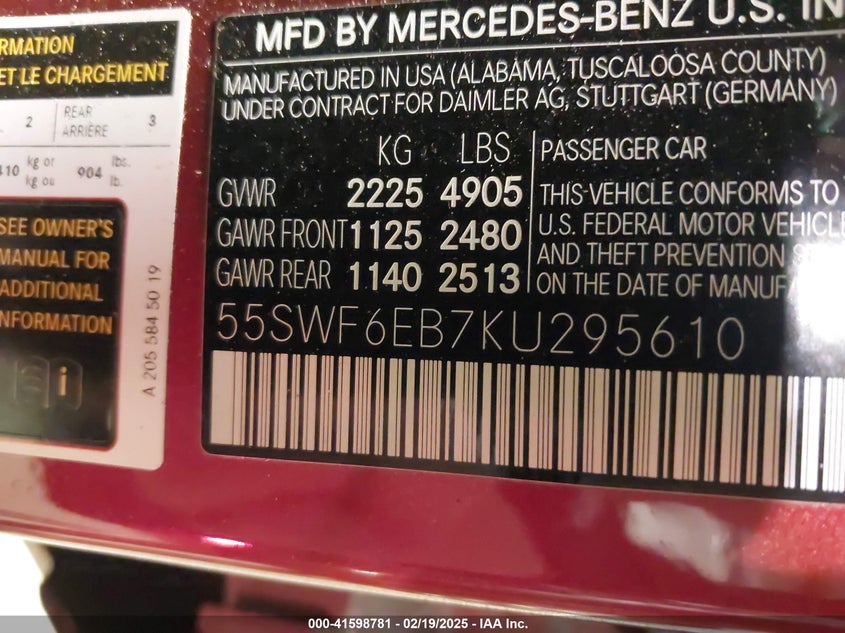 RMATION
ET LE CHARGEMENT
2 REAR ARRIÈRE 3
410 kg or kg ou 904 lbs. lb.
SEE OWNER'S
MANUAL FOR
ADDITIONAL
INFORMATION
i
A 205 584 50 19
MFD BY MERCEDES-BENZ U.S. IN
MANUFACTURED IN USA (ALABAMA, TUSCALOOSA COUNTY)
UNDER CONTRACT FOR DAIMLER AG, STUTTGART (GERMANY)
KG LBS
GVWR 2225 4905
GAWR FRONT 1125 2480
GAWR REAR 1140 2513
PASSENGER CAR
THIS VEHICLE CONFORMS TO
U.S. FEDERAL MOTOR VEHICLE
AND THEFT PREVENTION S
ON THE DATE OF MANUF
55SWF6EB7KU295610
000-41598781 - 02/19/2025 - IAA Inc.